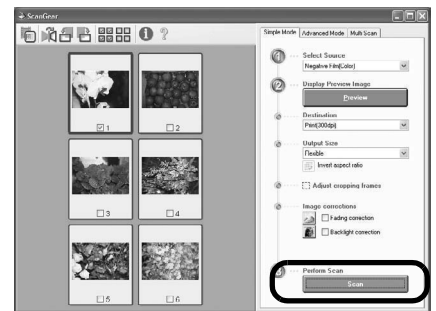 ScanGear
Simple Mode Advanced Mode Multi Scan
1 Select Source
Negative Film(Color)
2 Display Preview Image
Preview
Destination
Print(300dpi)
Output Size
Flexible
Invert aspect ratio
Adjust cropping frames
Image corrections
Fading correction
Backlight correction
Perform Scan
Scan
1
2
3
4
5
6